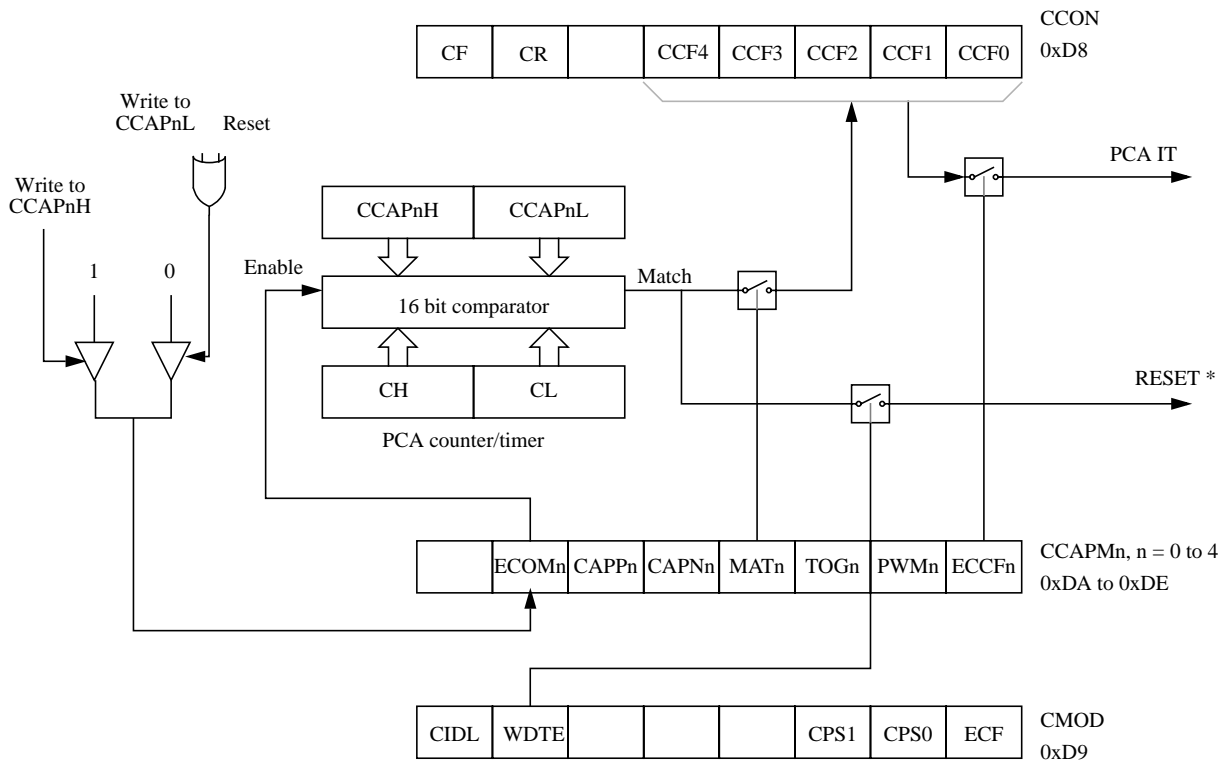 CCON
CF CR CCF4 CCF3 CCF2 CCF1 CCF0
0xD8
Write to
CCAPnL
Reset
PCA IT
Write to
CCAPnH
CCAPnH CCAPnL
1 0
Enable
Match
16 bit comparator
CH CL
RESET *
PCA counter/timer
ECOMn CAPPn CAPNn MATn TOGn PWMn ECCFn
CCAPMn, n = 0 to 4
0xDA to 0xDE
CIDL WDTE CPS1 CPS0 ECF
CMOD
0xD9